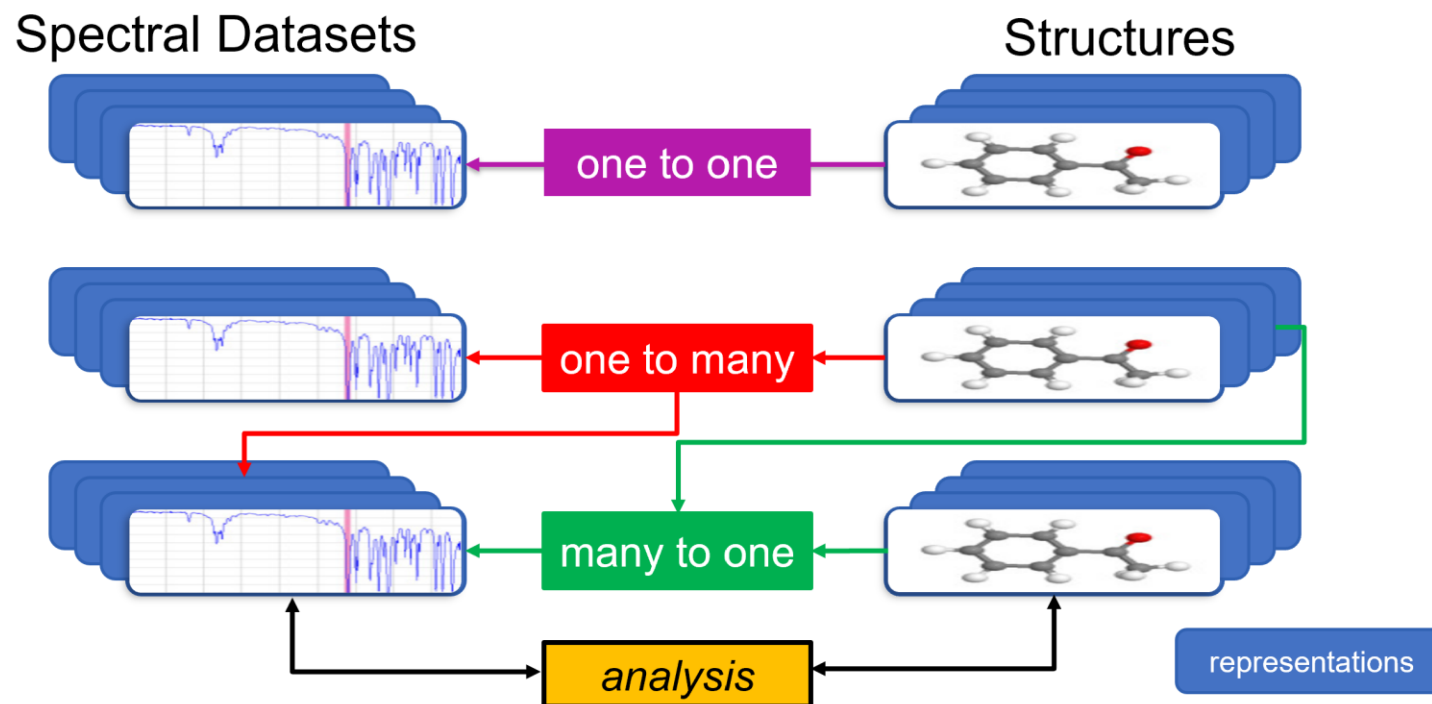 Spectral Datasets
Structures
one to one
one to many
many to one
analysis
representations